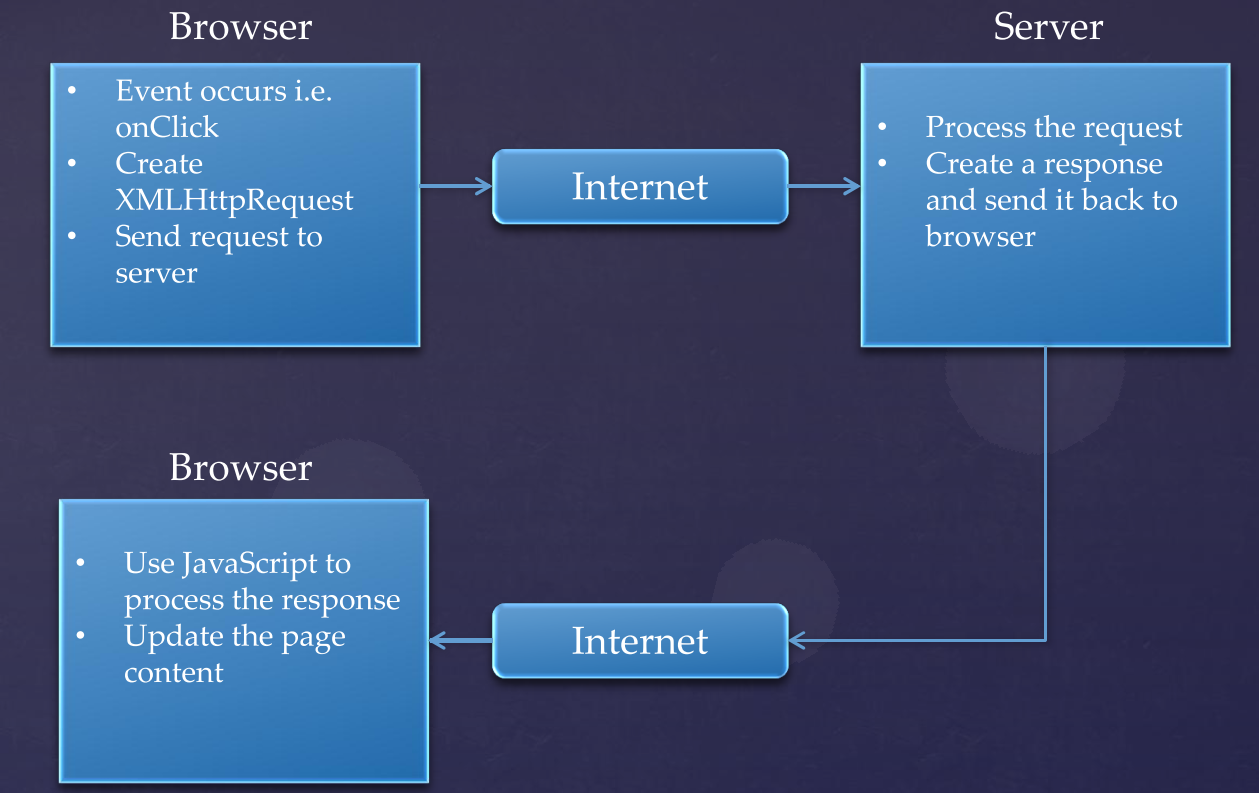 Browser
• Event occurs i.e.
onClick
• Create
XMLHttpRequest
• Send request to
server
Internet
Server
• Process the request
• Create a response
and send it back to
browser
Browser
• Use JavaScript to
process the response
• Update the page
content
Internet